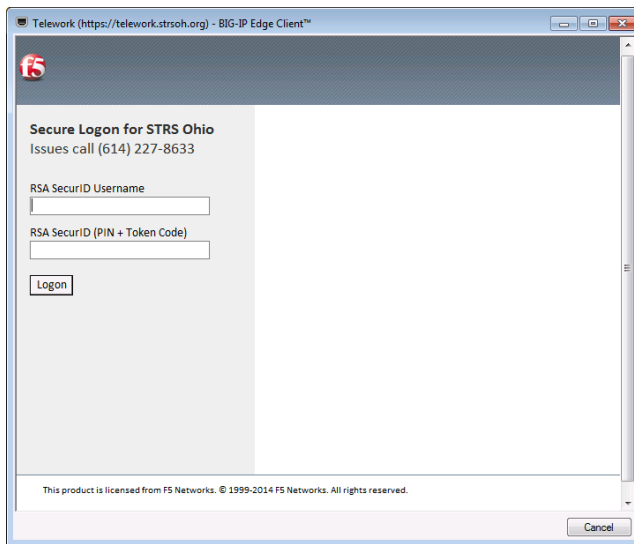 Telework (https://telework.strsoh.org) - BIG-IP Edge Client™
f5
Secure Logon for STRS Ohio
Issues call (614) 227-8633
RSA SecurID Username
RSA SecurID (PIN + Token Code)
Logon
This product is licensed from F5 Networks. © 1999-2014 F5 Networks. All rights reserved.
Cancel